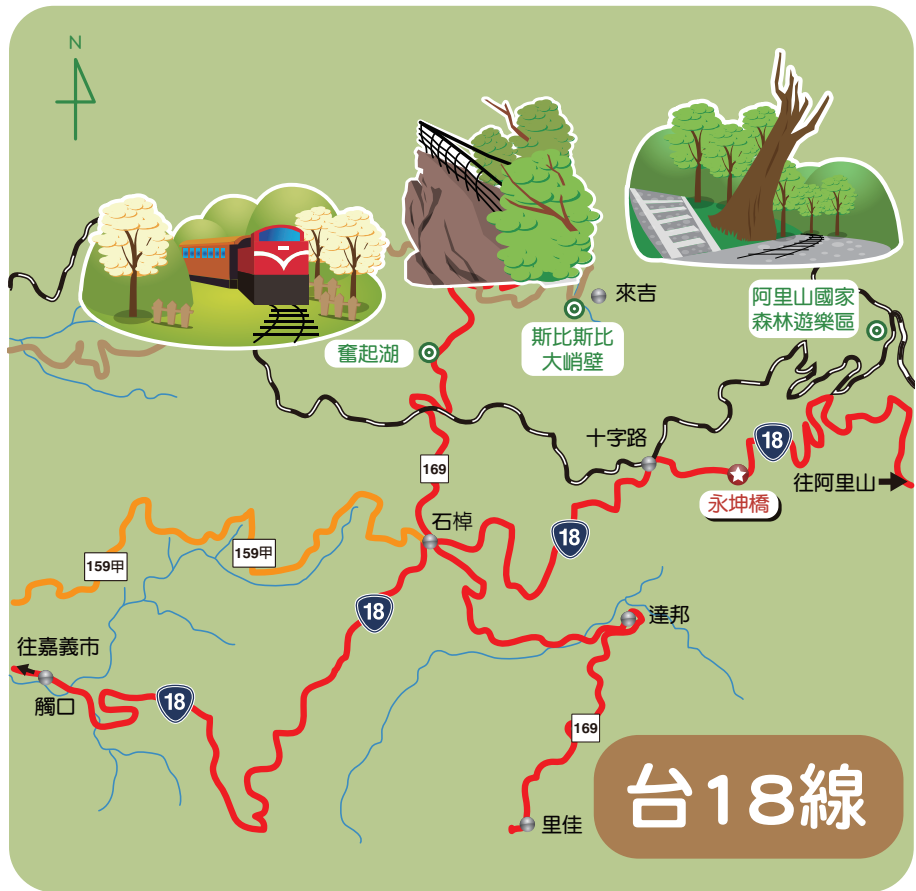 N
來吉
阿里山國家
森林遊樂區
斯比斯比
大峭壁
奮起湖
十字路
18
169
往阿里山
永坤橋
石棹
18
159甲
159甲
18
達邦
往嘉義市
18
觸口
169
台18線
里佳